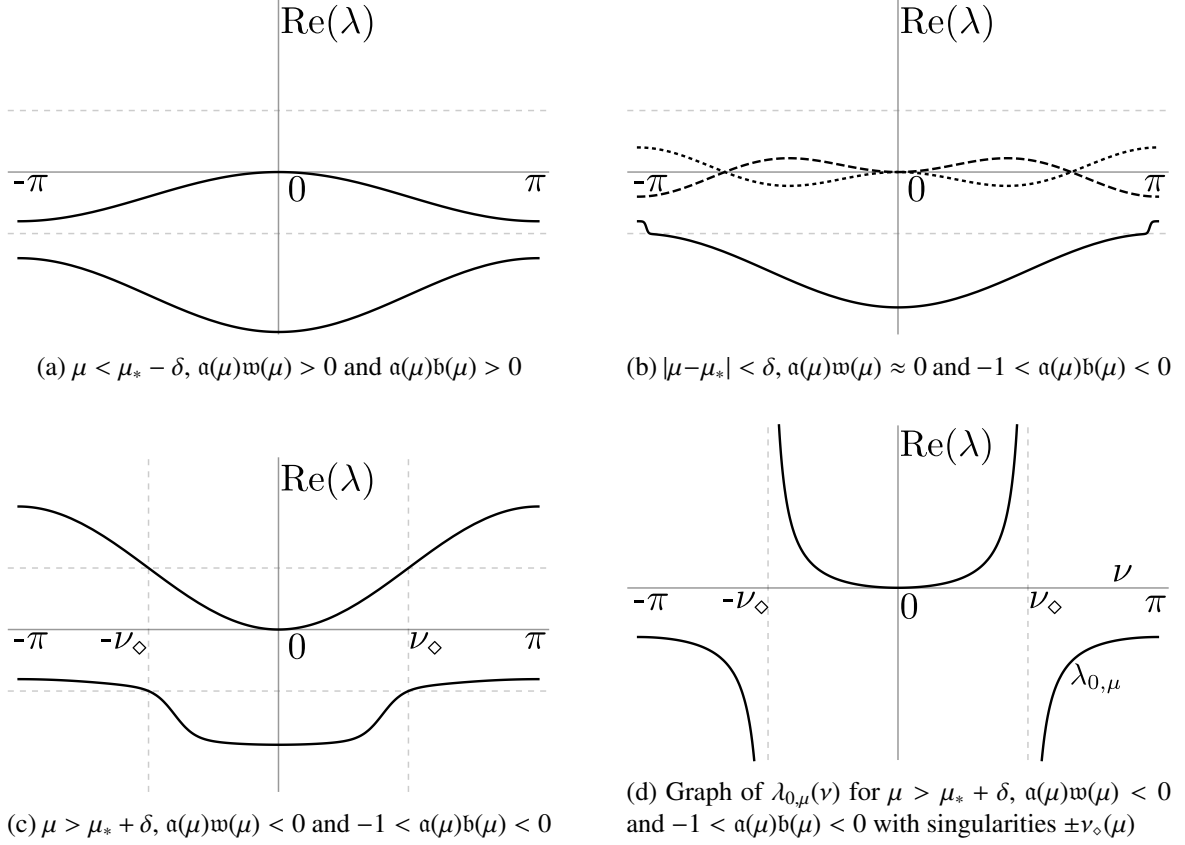 Re(λ)
-π
0
π
(a) μ < μ* − δ, 𝔞(μ)𝔴(μ) > 0 and 𝔞(μ)𝔟(μ) > 0
Re(λ)
-π
0
π
(b) |μ−μ*| < δ, 𝔞(μ)𝔴(μ) ≈ 0 and −1 < 𝔞(μ)𝔟(μ) < 0
Re(λ)
-π
-ν⋄
0
ν⋄
π
(c) μ > μ* + δ, 𝔞(μ)𝔴(μ) < 0 and −1 < 𝔞(μ)𝔟(μ) < 0
Re(λ)
ν
-π
-ν⋄
0
ν⋄
π
λ0,μ
(d) Graph of λ0,μ(ν) for μ > μ* + δ, 𝔞(μ)𝔴(μ) < 0
and −1 < 𝔞(μ)𝔟(μ) < 0 with singularities ±ν⋄(μ)